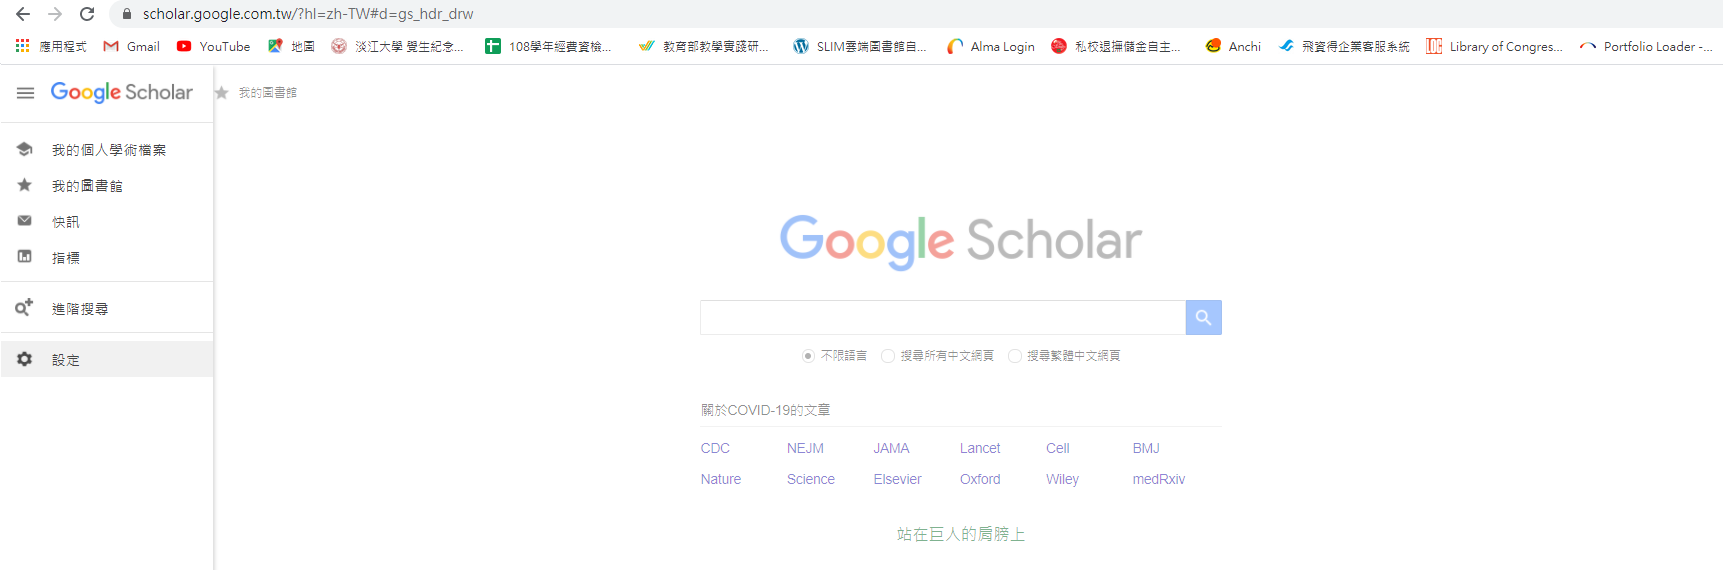 scholar.google.com.tw/?hl=zh-TW#d=gs_hdr_drw
應用程式 Gmail YouTube 地圖 淡江大學 覺生紀念... 108學年經費資檢... 教育部教學實踐研... SLIM雲端圖書館自... Alma Login 私校退撫儲金自主... Anchi 飛資得企業客服系統 Library of Congres... Portfolio Loader -...
Google Scholar 我的圖書館
我的個人學術檔案
我的圖書館
快訊
指標
進階搜尋
設定
Google Scholar
不限語言 搜尋所有中文網頁 搜尋繁體中文網頁
關於COVID-19的文章
CDC NEJM JAMA Lancet Cell BMJ
Nature Science Elsevier Oxford Wiley medRxiv
站在巨人的肩膀上